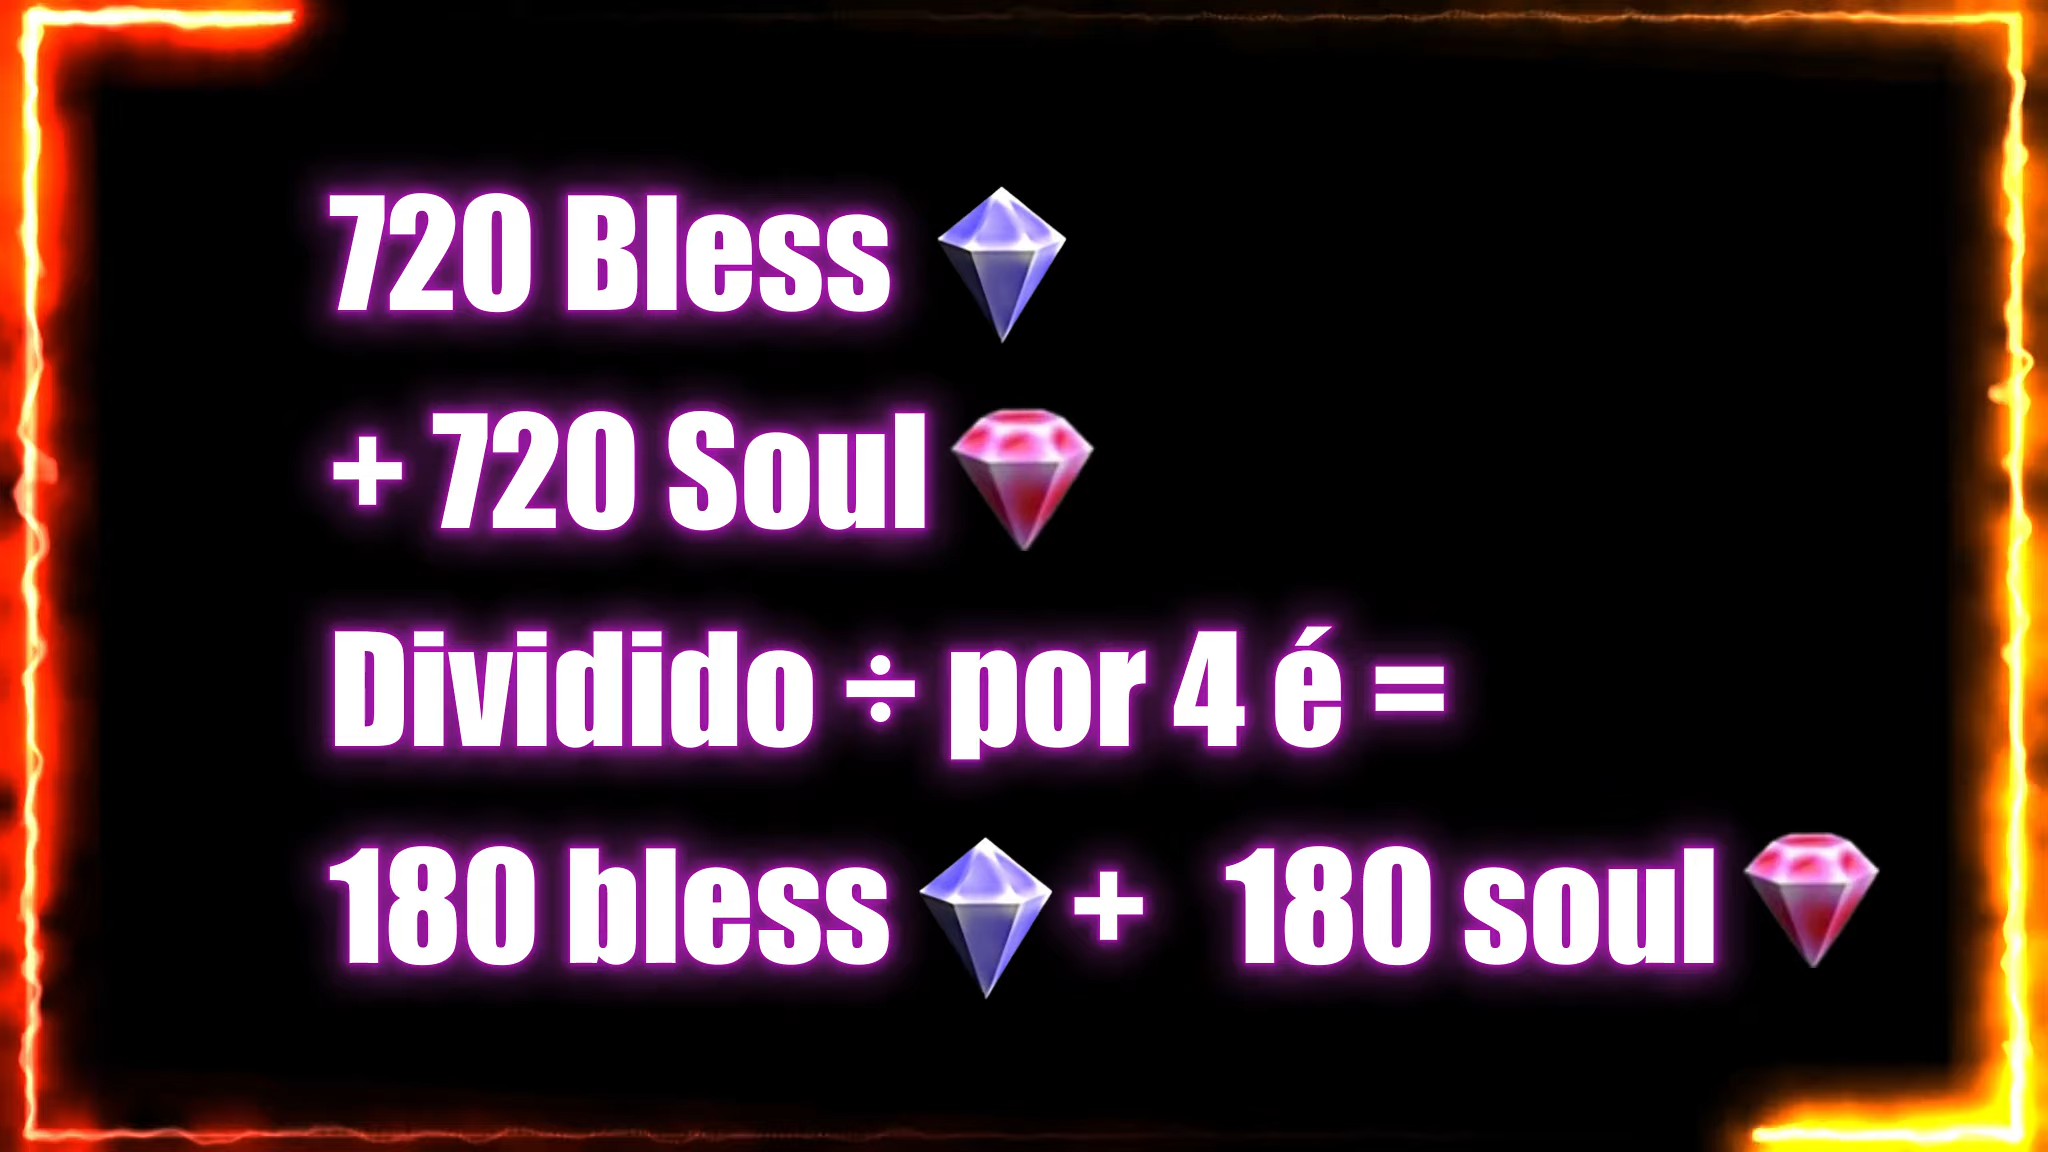 720 Bless
+ 720 Soul
Dividido ÷ por 4 é =
180 bless + 180 soul